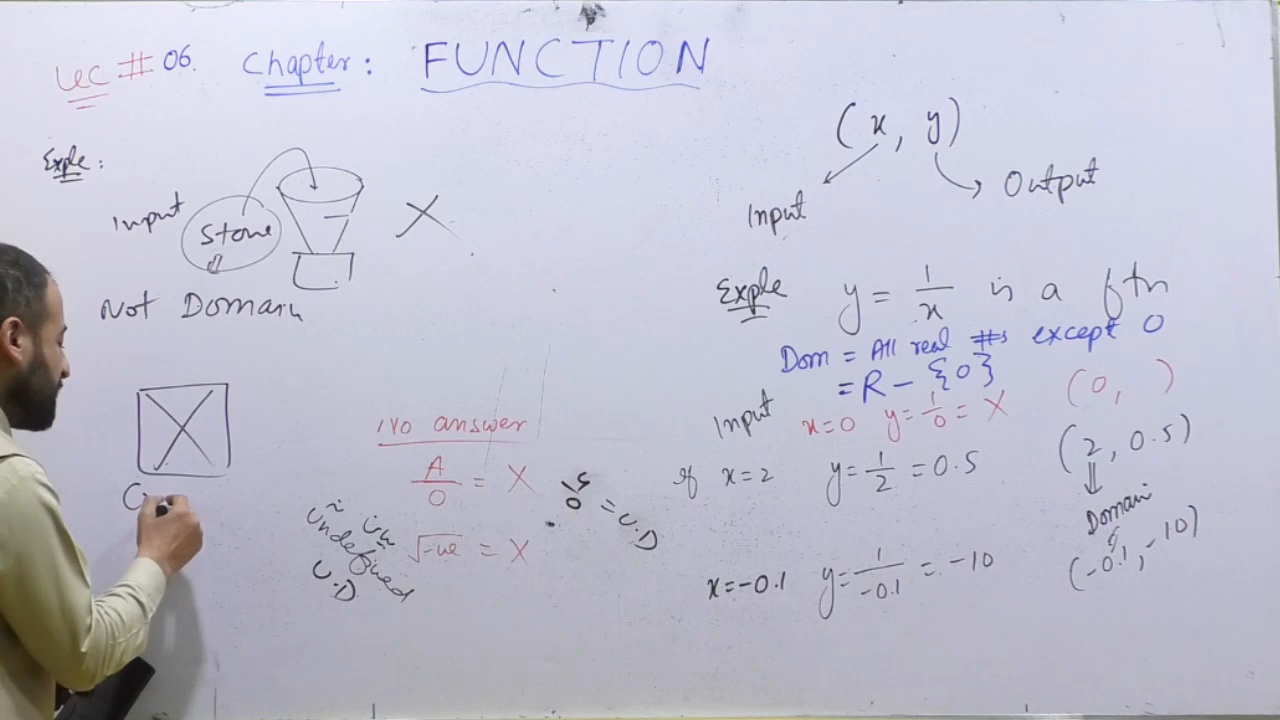 Lec # 06. Chapter: FUNCTION
Exple:
Input
Stone
X
Not Domain
No answer
A/0 = X
√-ve = X
undefined
U.D
5/0 = U.D
(x, y)
Input
Output
Exple y = 1/x is a ftn
Dom = All real #s except 0
= R - {0}
Input x=0 y=1/0 = X (0, )
if x=2 y=1/2 = 0.5 (2, 0.5)
Domain
x=-0.1 y=1/-0.1 = -10 (-0.1, -10)